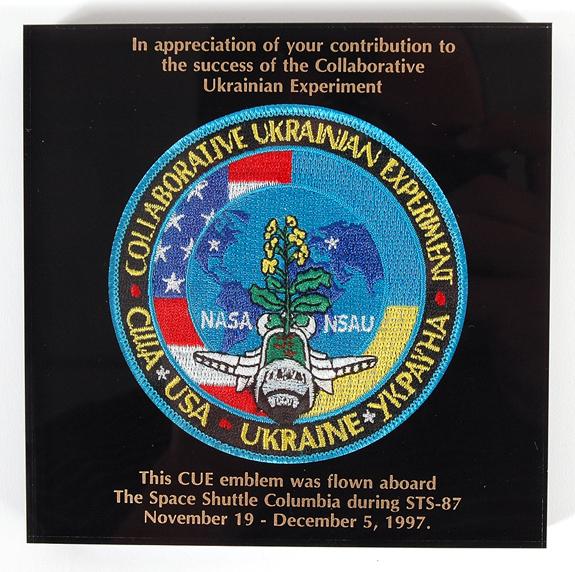 In appreciation of your contribution to
the success of the Collaborative
Ukrainian Experiment
COLLABORATIVE UKRAINIAN EXPERIMENT
NASA NSAU
США * USA • UKRAINE * УКРАЇНА
This CUE emblem was flown aboard
The Space Shuttle Columbia during STS-87
November 19 - December 5, 1997.